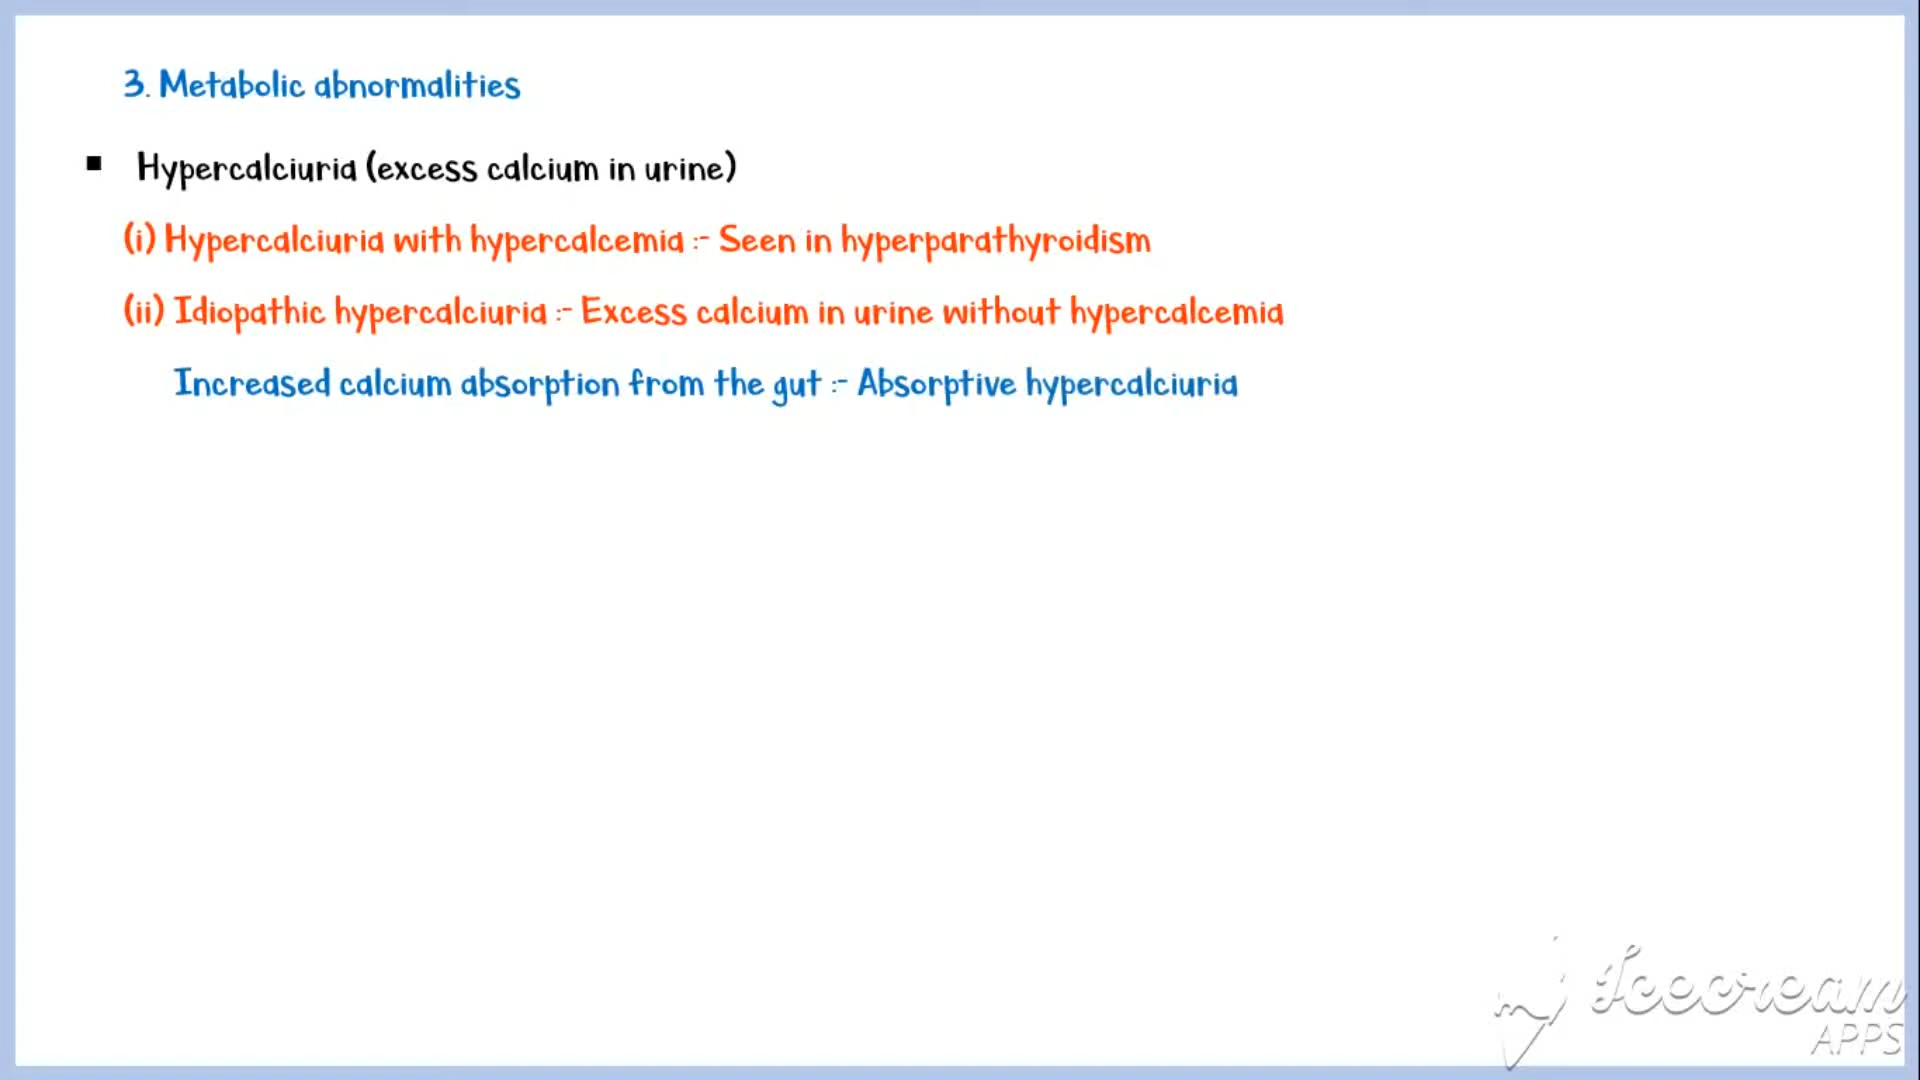 3. Metabolic abnormalities
▪ Hypercalciuria (excess calcium in urine)
(i) Hypercalciuria with hypercalcemia :- Seen in hyperparathyroidism
(ii) Idiopathic hypercalciuria :- Excess calcium in urine without hypercalcemia
Increased calcium absorption from the gut :- Absorptive hypercalciuria
Icecream
APPS